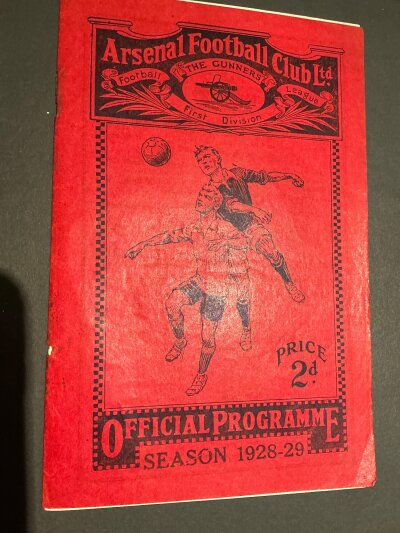 Arsenal Football Club Ltd.
THE GUNNERS
Football
League
First Division
PRICE
2d.
OFFICIAL PROGRAMME
SEASON 1928-29